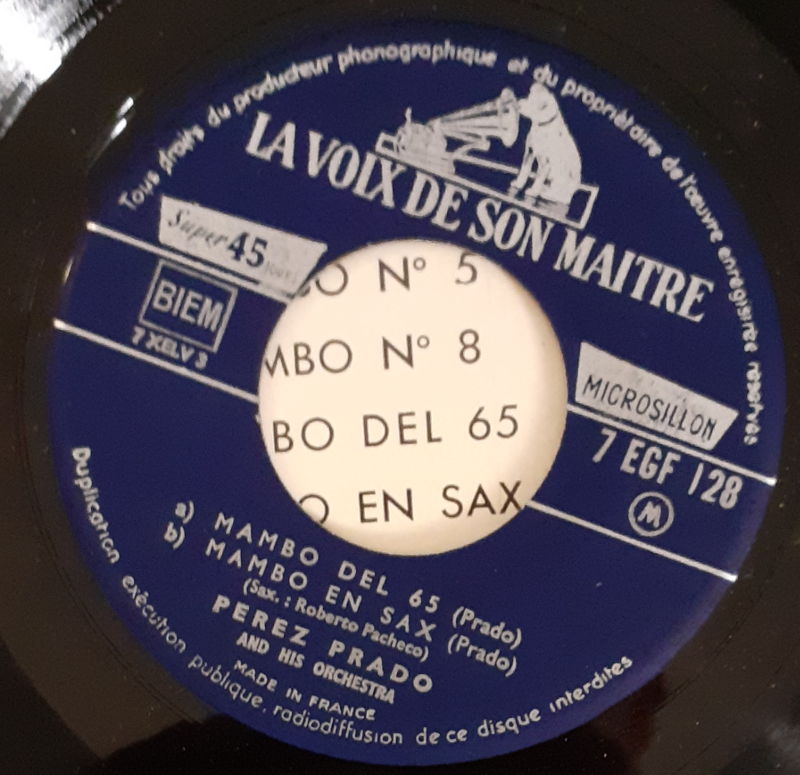 Tous droits du producteur phonographique et du propriétaire de l'œuvre enregistrée réservés
LA VOIX DE SON MAITRE
Super 45 tours
BIEM
7 XELV 3
O N° 5
MBO N° 8
BO DEL 65
O EN SAX
MICROSILLON
7 EGF 128
M
a) MAMBO DEL 65 (Prado)
b) MAMBO EN SAX (Prado)
(Sax. : Roberto Pacheco)
PEREZ PRADO
AND HIS ORCHESTRA
MADE IN FRANCE
Duplication exécution publique, radiodiffusion de ce disque interdites